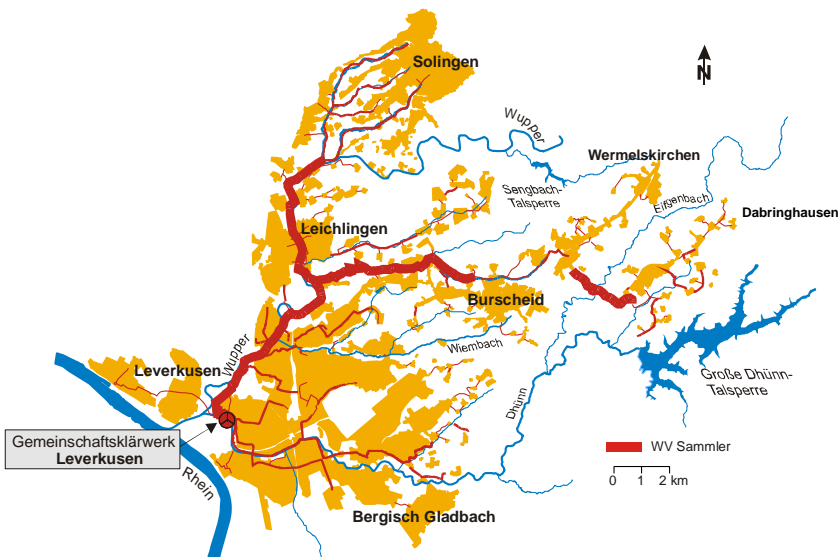 Solingen
N
Wupper
Wermelskirchen
Sengbach-
Talsperre
Eifgenbach
Dabringhausen
Leichlingen
Burscheid
Wupper
Wiembach
Leverkusen
Große Dhünn-
Talsperre
Dhünn
Gemeinschaftsklärwerk
Leverkusen
WV Sammler
Rhein
0 1 2 km
Bergisch Gladbach